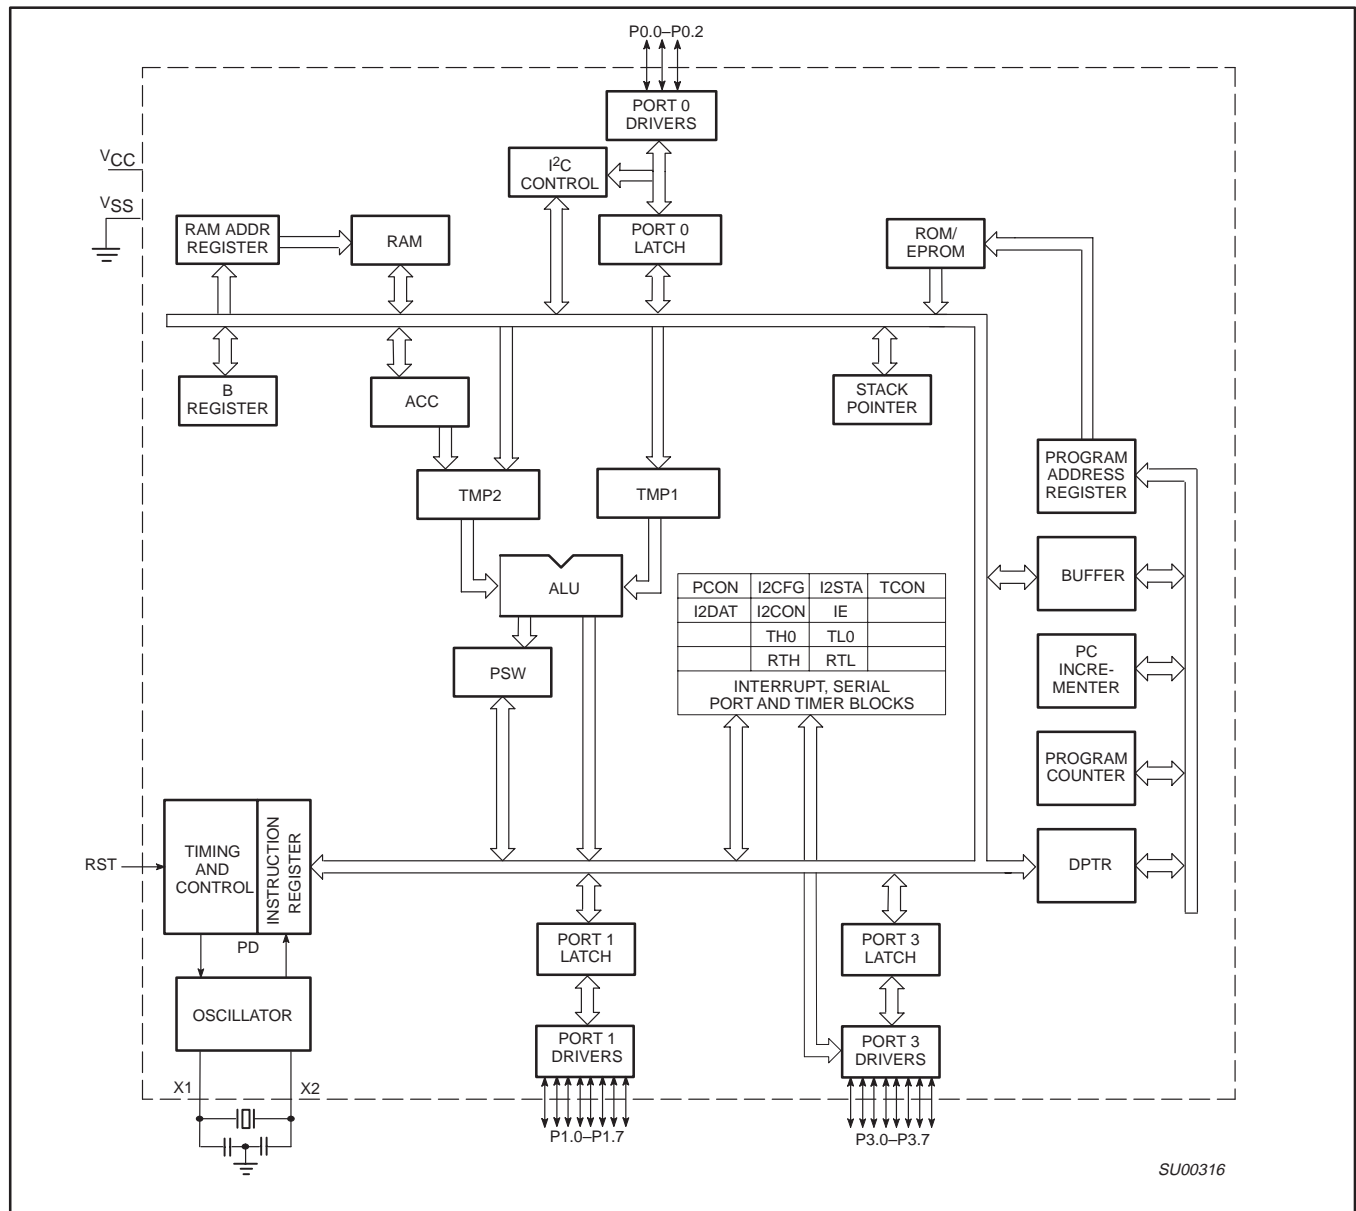 P0.0–P0.2
PORT 0
DRIVERS
VCC
I2C
CONTROL
VSS
RAM ADDR
REGISTER
RAM
PORT 0
LATCH
ROM/
EPROM
B
REGISTER
ACC
STACK
POINTER
PROGRAM
ADDRESS
REGISTER
TMP2
TMP1
ALU
BUFFER
PCON I2CFG I2STA TCON
I2DAT I2CON IE
TH0 TL0
RTH RTL
INTERRUPT, SERIAL
PORT AND TIMER BLOCKS
PSW
PC
INCRE-
MENTER
PROGRAM
COUNTER
RST
TIMING
AND
CONTROL
INSTRUCTION
REGISTER
DPTR
PD
PORT 1
LATCH
PORT 3
LATCH
OSCILLATOR
PORT 1
DRIVERS
PORT 3
DRIVERS
X1
X2
P1.0–P1.7
P3.0–P3.7
SU00316